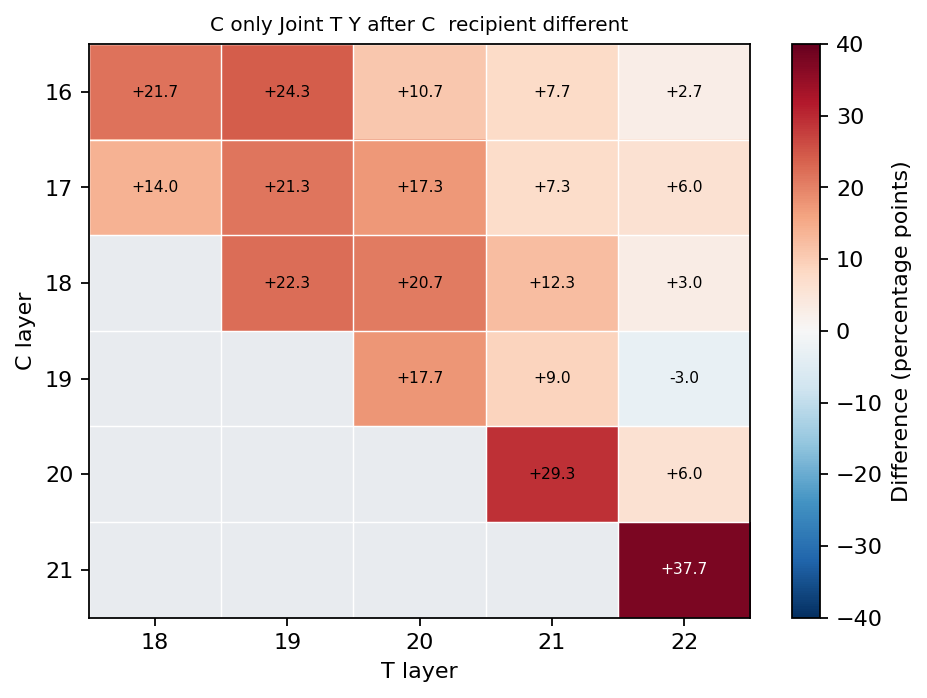 C only Joint T Y after C  recipient different
40
16 +21.7 +24.3 +10.7 +7.7 +2.7
30
17 +14.0 +21.3 +17.3 +7.3 +6.0
20
18 +22.3 +20.7 +12.3 +3.0
10
C layer
0
Difference (percentage points)
19 +17.7 +9.0 -3.0
−10
20 +29.3 +6.0
−20
21 +37.7
−30
−40
18 19 20 21 22
T layer